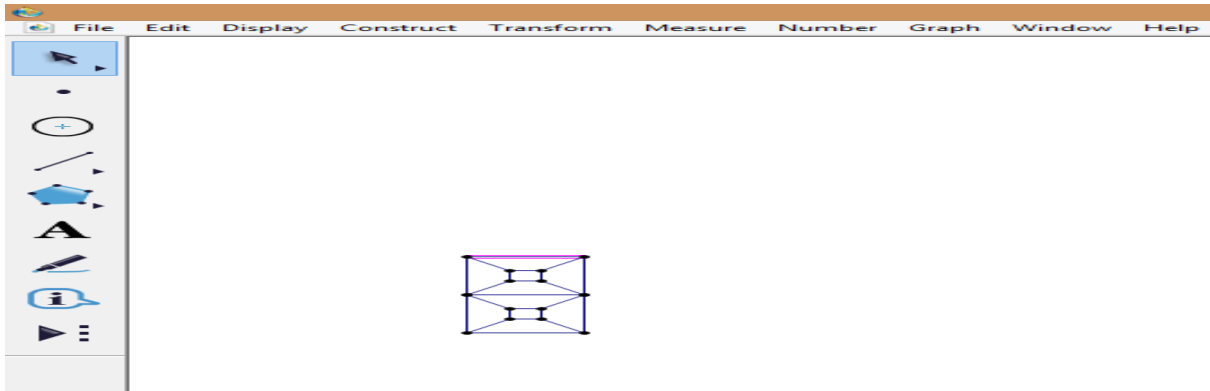 File Edit Display Construct Transform Measure Number Graph Window Help
A
i